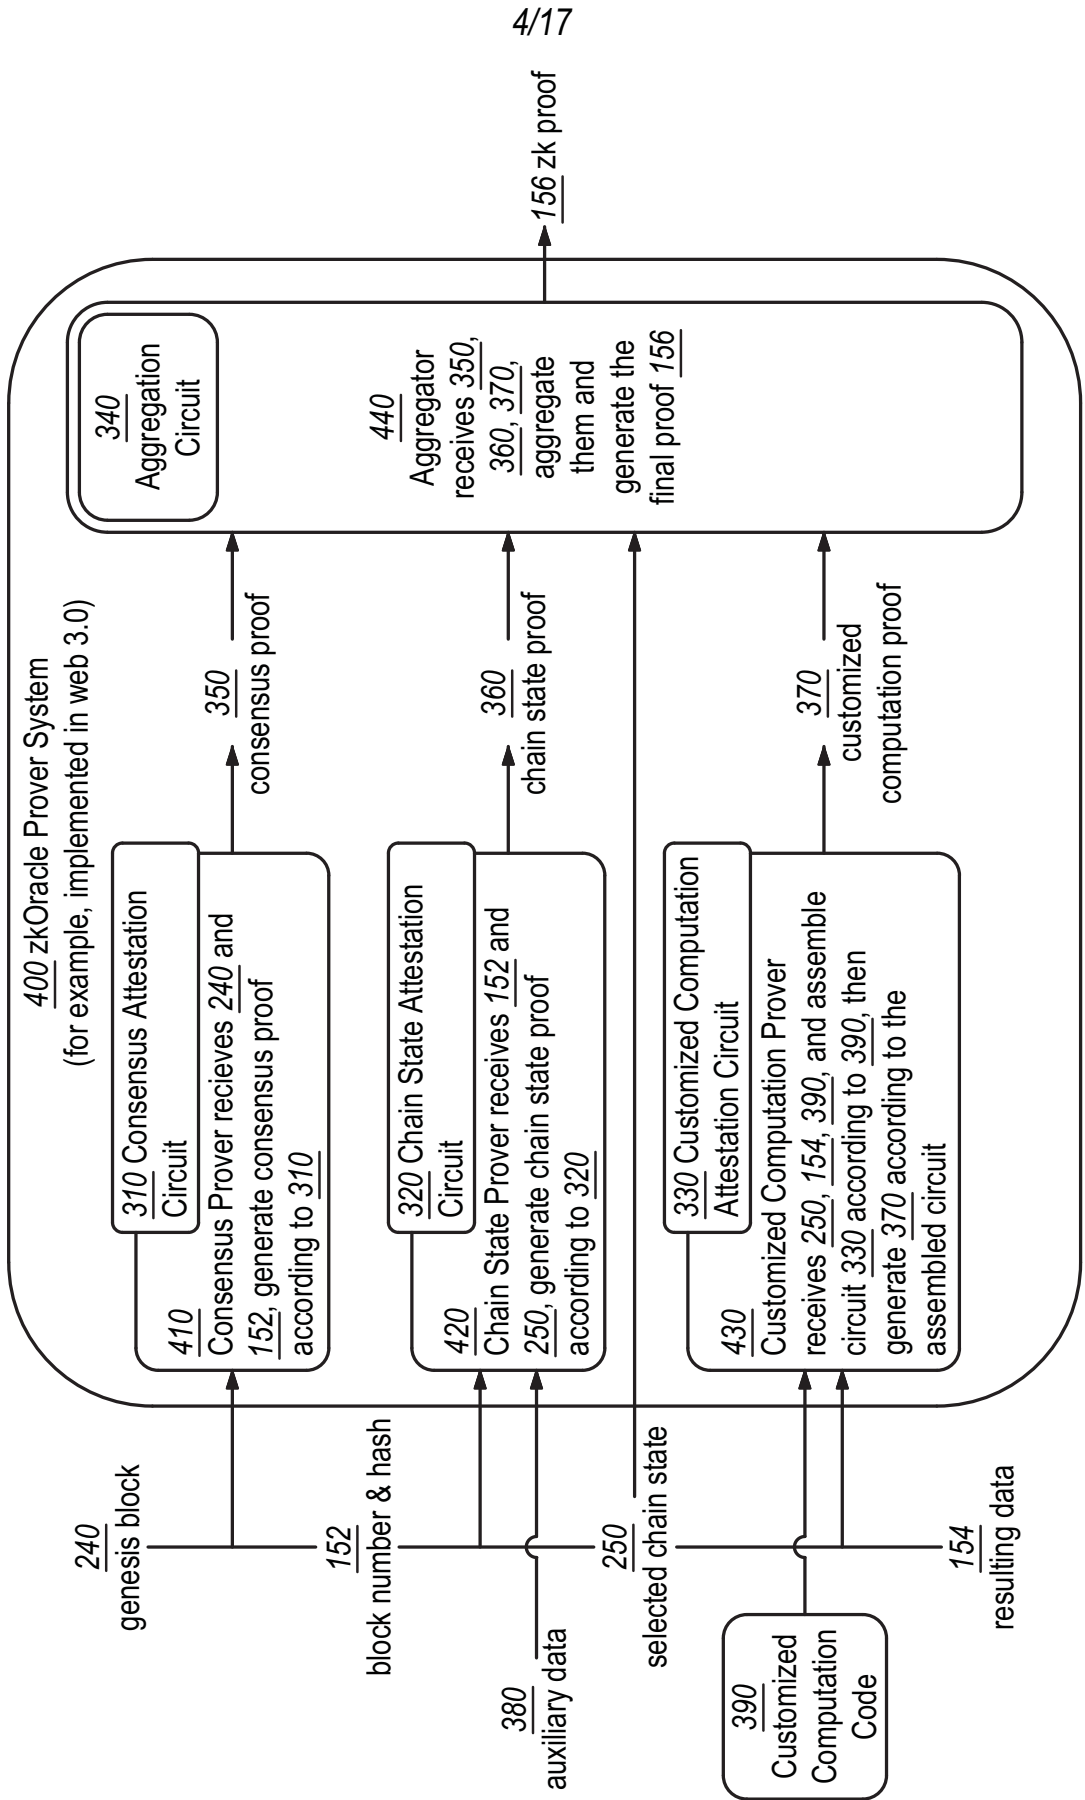 4/17
400 zkOracle Prover System
(for example, implemented in web 3.0)
240
genesis block
152
block number & hash
380
auxiliary data
250
selected chain state
390
Customized
Computation
Code
154
resulting data
310 Consensus Attestation
Circuit
410
Consensus Prover recieves 240 and
152, generate consensus proof
according to 310
320 Chain State Attestation
Circuit
420
Chain State Prover receives 152 and
250, generate chain state proof
according to 320
330 Customized Computation
Attestation Circuit
430
Customized Computation Prover
receives 250, 154, 390, and assemble
circuit 330 according to 390, then
generate 370 according to the
assembled circuit
350
consensus proof
360
chain state proof
370
customized
computation proof
340
Aggregation
Circuit
440
Aggregator
receives 350,
360, 370,
aggregate
them and
generate the
final proof 156
156 zk proof